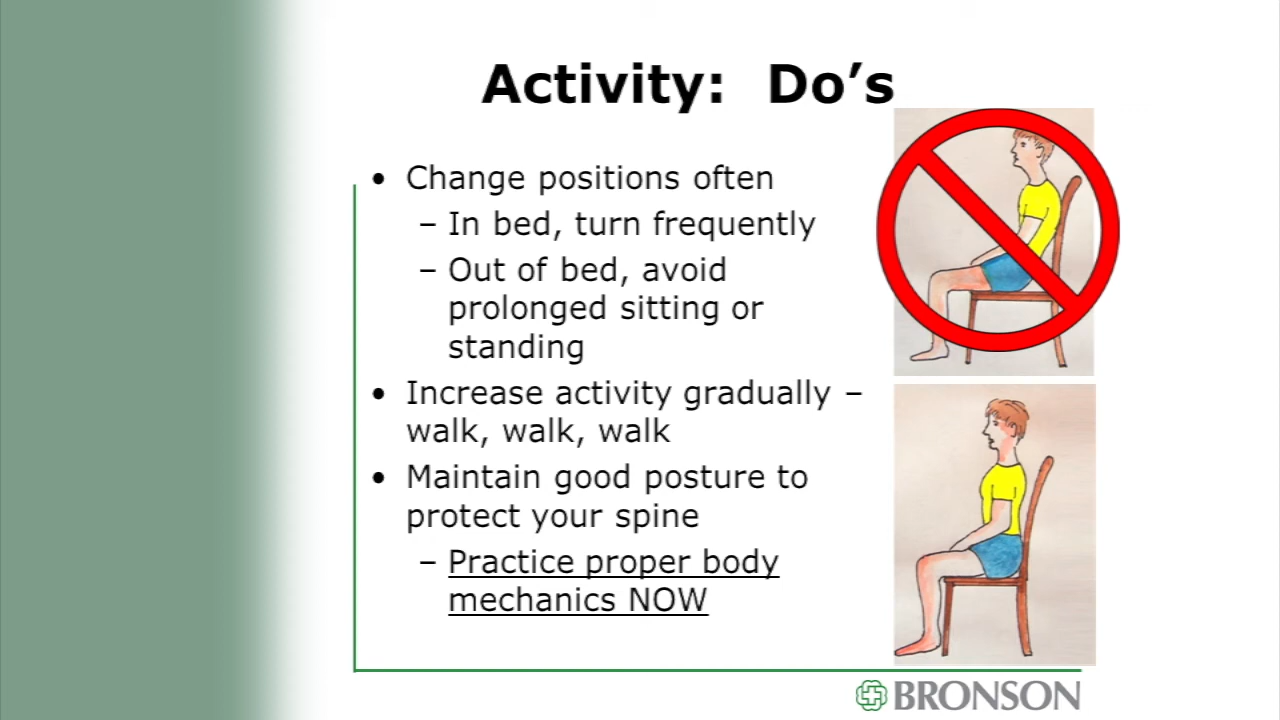 Activity: Do’s
• Change positions often
– In bed, turn frequently
– Out of bed, avoid
prolonged sitting or
standing
• Increase activity gradually –
walk, walk, walk
• Maintain good posture to
protect your spine
– Practice proper body
mechanics NOW
BRONSON